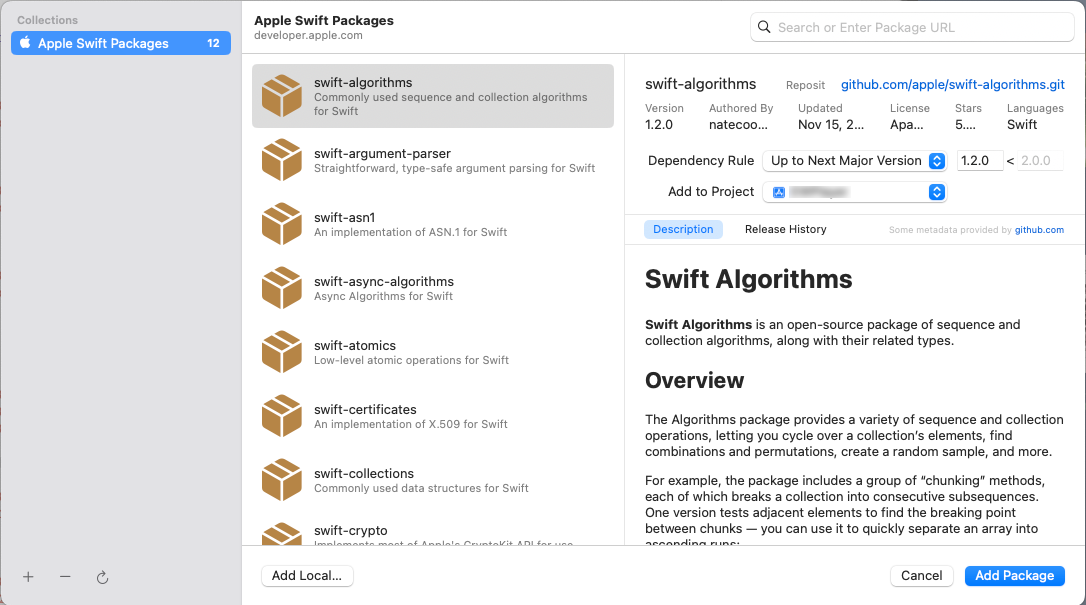 Collections
Apple Swift Packages 12
Apple Swift Packages
developer.apple.com
Search or Enter Package URL
swift-algorithms
Commonly used sequence and collection algorithms
for Swift
swift-argument-parser
Straightforward, type-safe argument parsing for Swift
swift-asn1
An implementation of ASN.1 for Swift
swift-async-algorithms
Async Algorithms for Swift
swift-atomics
Low-level atomic operations for Swift
swift-certificates
An implementation of X.509 for Swift
swift-collections
Commonly used data structures for Swift
swift-crypto
Implements most of Apple's CryptoKit API for use
swift-algorithms Reposit github.com/apple/swift-algorithms.git
Version Authored By Updated License Stars Languages
1.2.0 natecoo... Nov 15, 2... Apa... 5.... Swift
Dependency Rule Up to Next Major Version 1.2.0 < 2.0.0
Add to Project
Description Release History Some metadata provided by github.com
Swift Algorithms
Swift Algorithms is an open-source package of sequence and
collection algorithms, along with their related types.
Overview
The Algorithms package provides a variety of sequence and collection
operations, letting you cycle over a collection's elements, find
combinations and permutations, create a random sample, and more.
For example, the package includes a group of “chunking” methods,
each of which breaks a collection into consecutive subsequences.
One version tests adjacent elements to find the breaking point
between chunks — you can use it to quickly separate an array into
ascending runs:
Add Local...
Cancel
Add Package